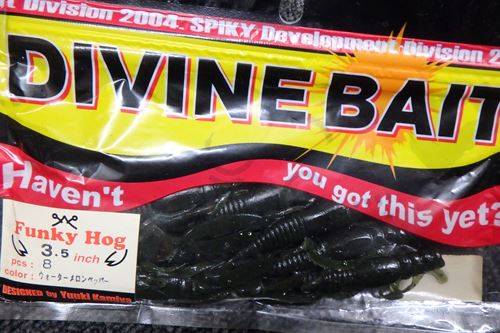 nt Division 2004. SPIKY Development Division 2
DIVINE BAIT
Haven't you got this yet?
Funky Hog
3.5 inch
pcs: 8
color: ウォーターメロンペッパー
DESIGNED by Yuuki Kamiya